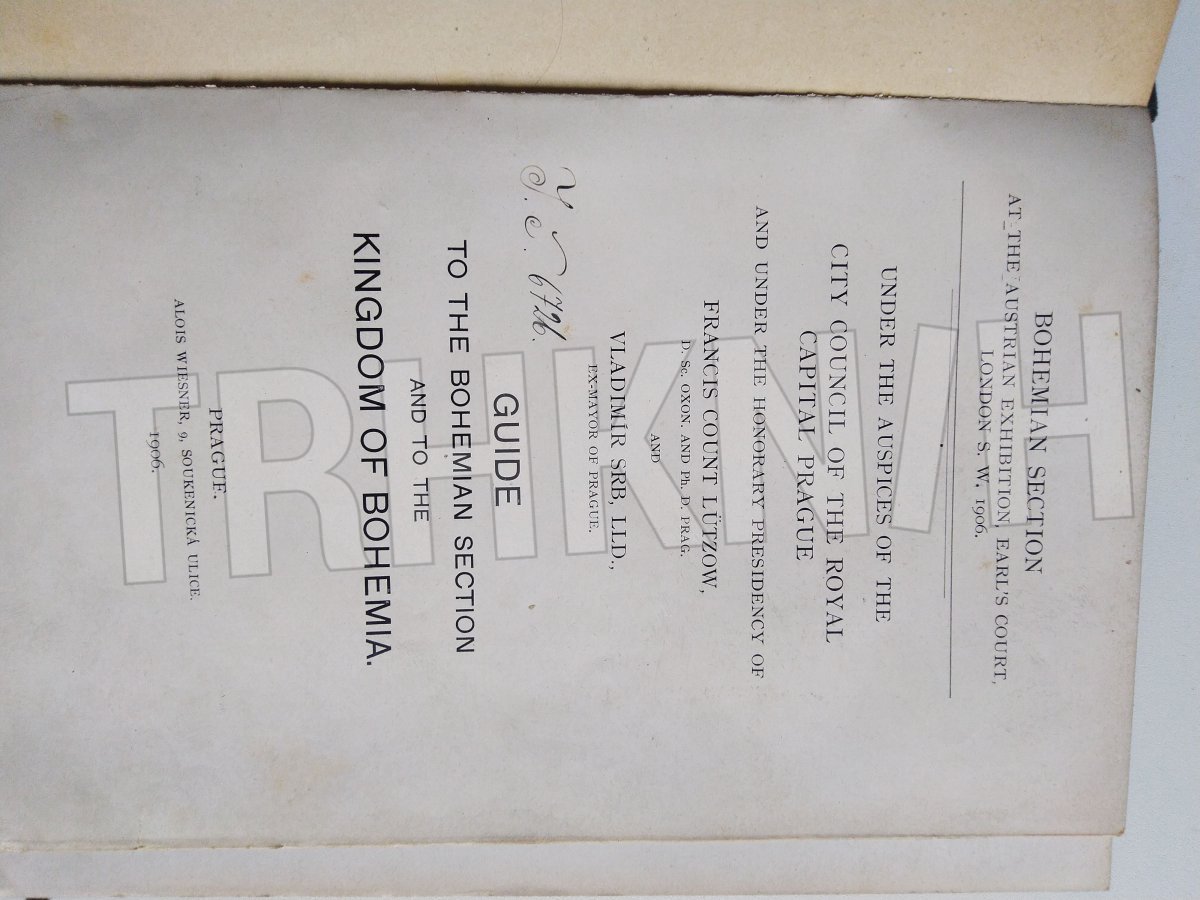 BOHEMIAN SECTION
AT THE AUSTRIAN EXHIBITION, EARL'S COURT,
LONDON S. W. 1906.
UNDER THE AUSPICES OF THE
CITY COUNCIL OF THE ROYAL
CAPITAL PRAGUE
AND UNDER THE HONORARY PRESIDENCY OF
FRANCIS COUNT LÜTZOW,
D. Sc. OXON. AND Ph. D. PRAG.
AND
VLADIMÍR SRB, LLD.,
EX-MAYOR OF PRAGUE.
6726.
GUIDE
TO THE BOHEMIAN SECTION
AND TO THE
KINGDOM OF BOHEMIA.
PRAGUE.
ALOIS WIESNER, 9, SOUKENICKÁ ULICE.
1906.
TRHKNIH